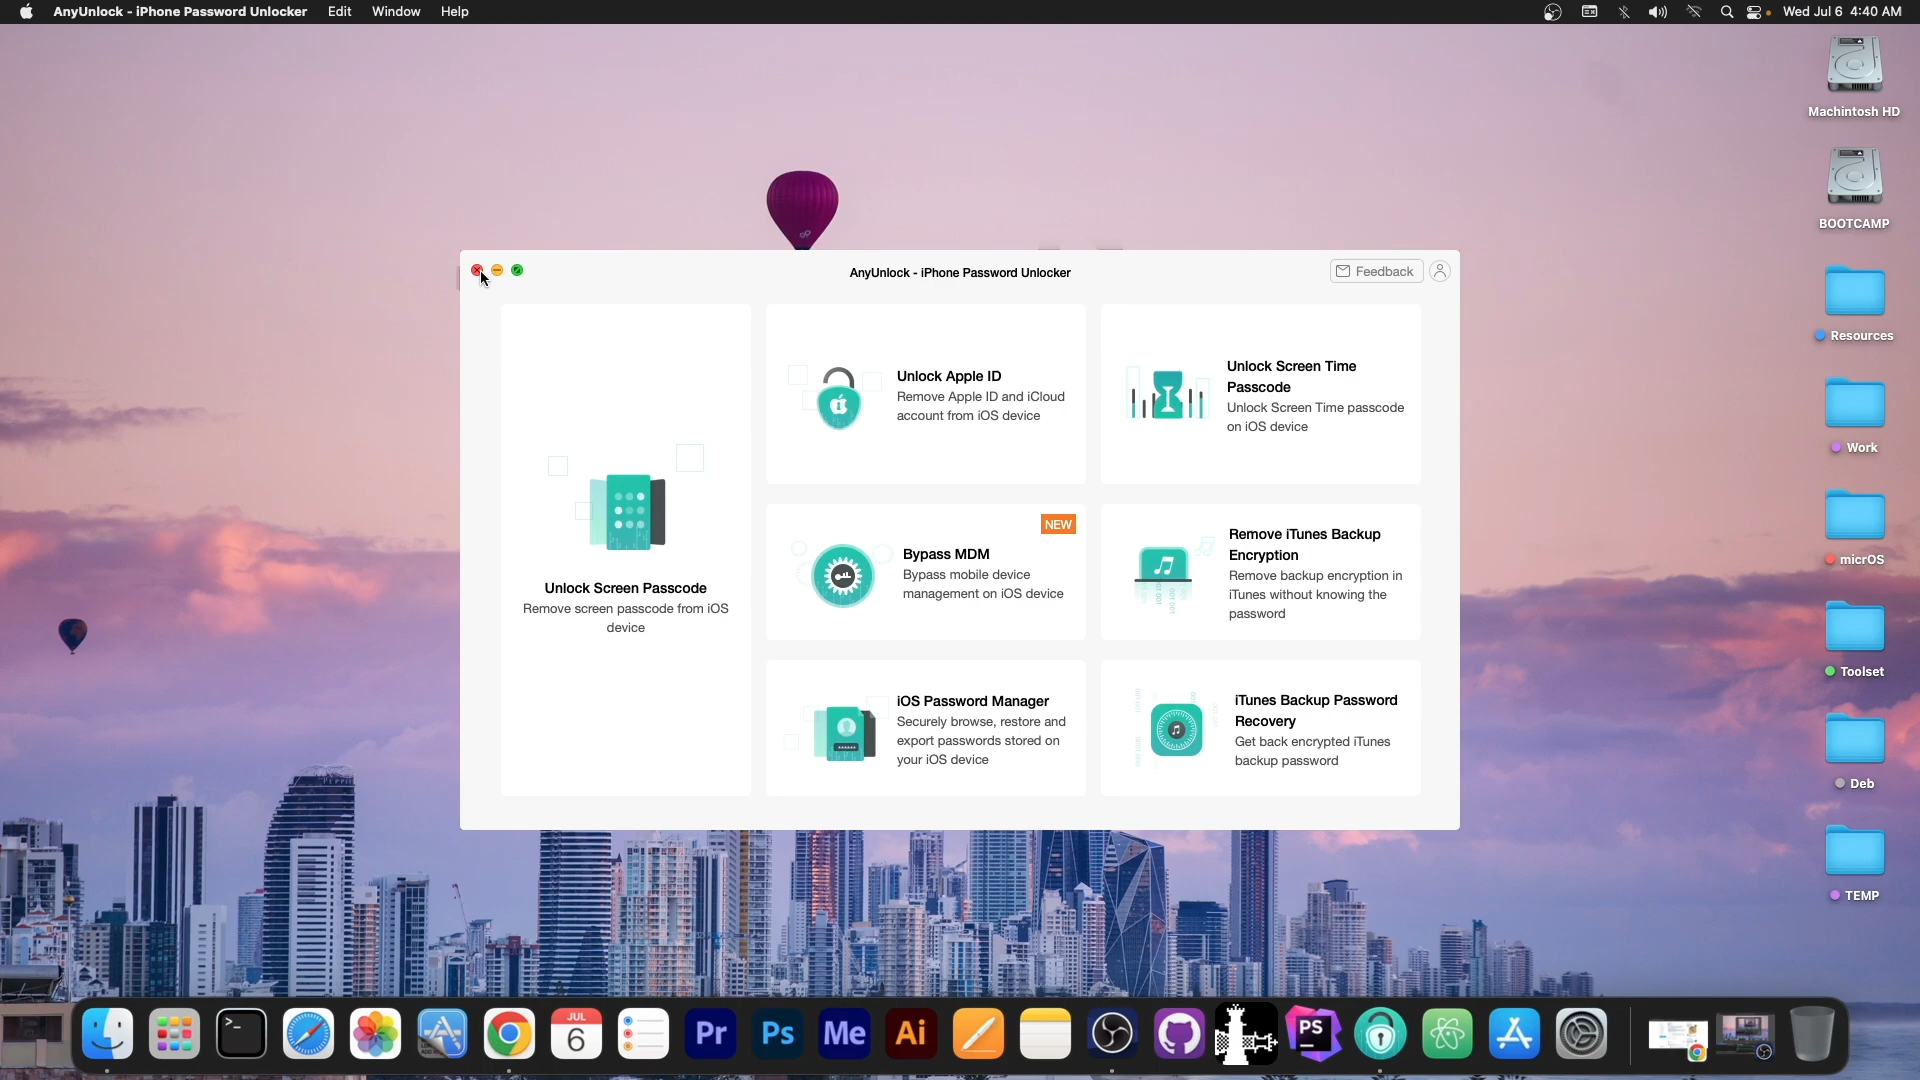 AnyUnlock - iPhone Password Unlocker Edit Window Help Wed Jul 6 4:40 AM
Machintosh HD
BOOTCAMP
Resources
Work
micrOS
Toolset
Deb
TEMP
AnyUnlock - iPhone Password Unlocker
Feedback
Unlock Screen Passcode
Remove screen passcode from iOS
device
Unlock Apple ID
Remove Apple ID and iCloud
account from iOS device
Unlock Screen Time
Passcode
Unlock Screen Time passcode
on iOS device
NEW
Bypass MDM
Bypass mobile device
management on iOS device
Remove iTunes Backup
Encryption
Remove backup encryption in
iTunes without knowing the
password
iOS Password Manager
Securely browse, restore and
export passwords stored on
your iOS device
iTunes Backup Password
Recovery
Get back encrypted iTunes
backup password
JUL
6
Pr
Ps
Me
Ai
PS